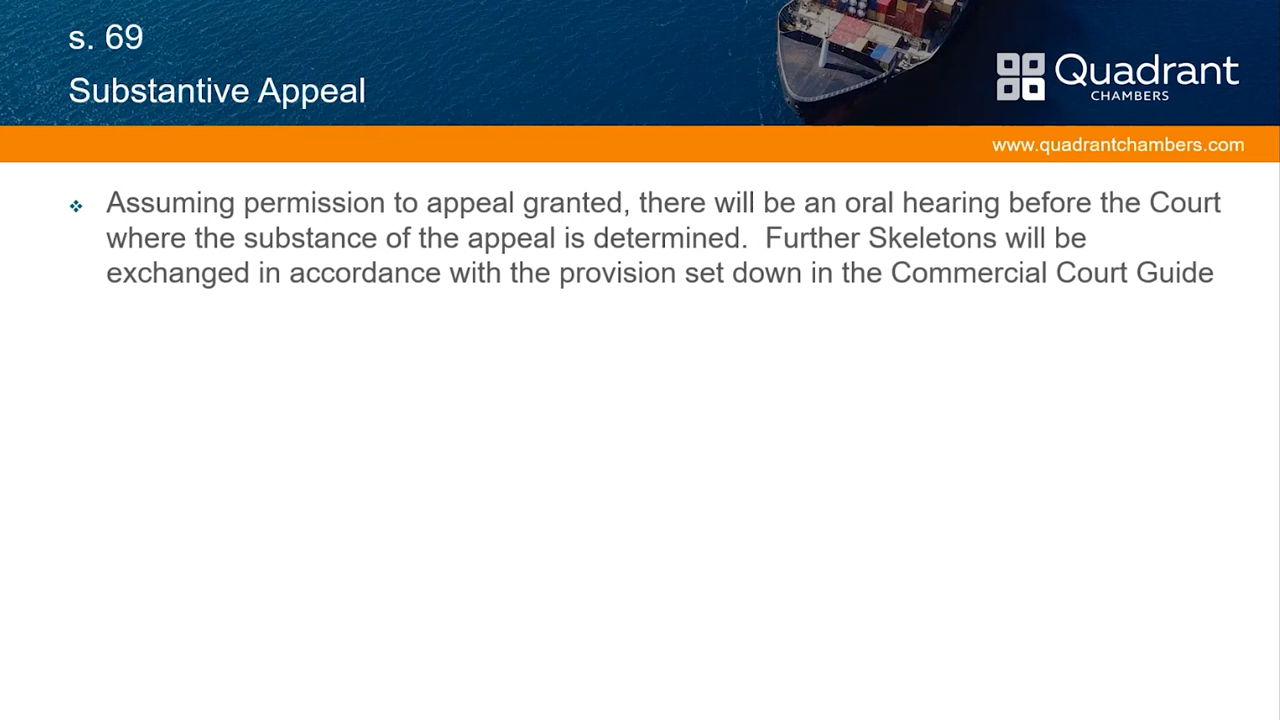 s. 69
Substantive Appeal
Quadrant
CHAMBERS
www.quadrantchambers.com
Assuming permission to appeal granted, there will be an oral hearing before the Court
where the substance of the appeal is determined.  Further Skeletons will be
exchanged in accordance with the provision set down in the Commercial Court Guide